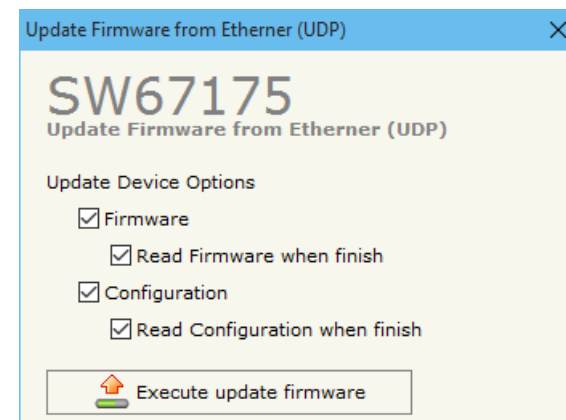 Update Firmware from Etherner (UDP)
SW67175
Update Firmware from Etherner (UDP)
Update Device Options
Firmware
Read Firmware when finish
Configuration
Read Configuration when finish
Execute update firmware